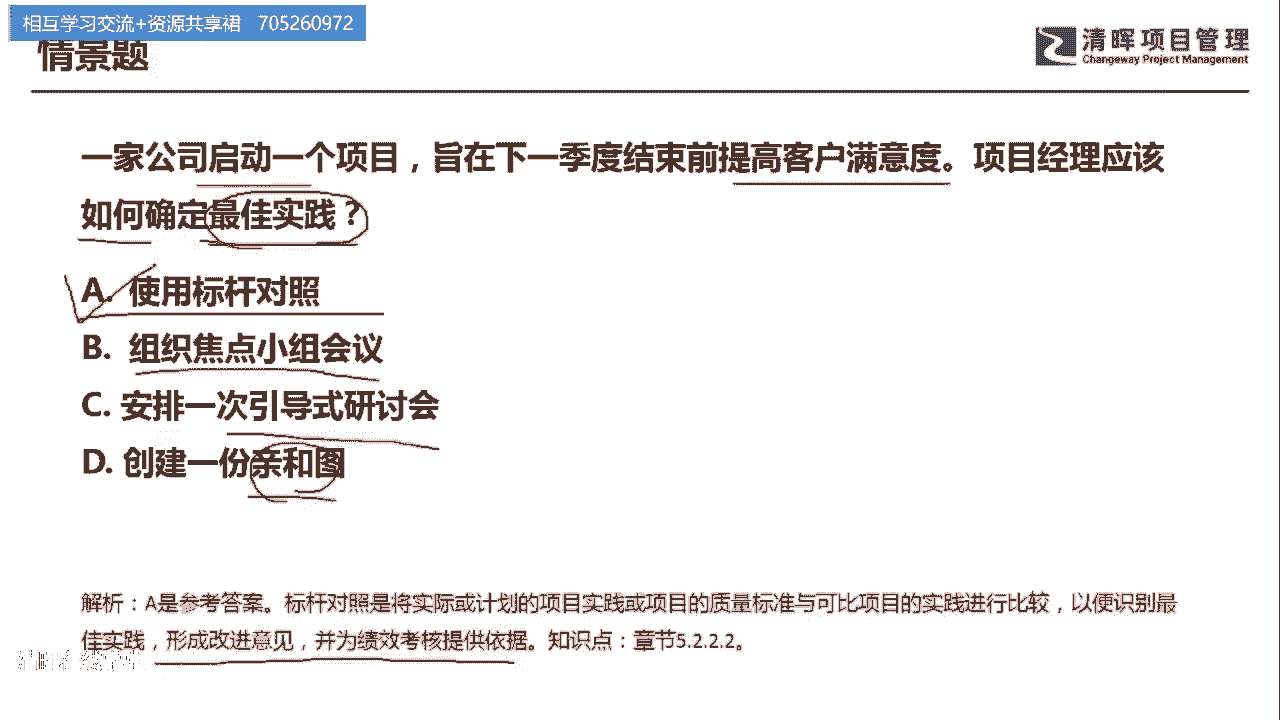 相互学习交流+资源共享裙 705260972
情景题
清晖项目管理
Changeway Project Management
一家公司启动一个项目，旨在下一季度结束前提高客户满意度。项目经理应该
如何确定最佳实践？
A. 使用标杆对照
B. 组织焦点小组会议
C. 安排一次引导式研讨会
D. 创建一份亲和图
解析：A是参考答案。标杆对照是将实际或计划的项目实践或项目的质量标准与可比项目的实践进行比较，以便识别最
佳实践，形成改进意见，并为绩效考核提供依据。知识点：章节5.2.2.2。